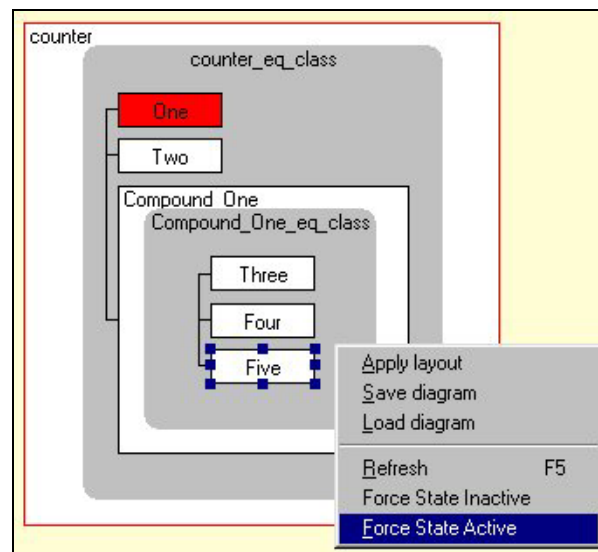 counter
counter_eq_class
One
Two
Compound_One
Compound_One_eq_class
Three
Four
Five
Apply layout
Save diagram
Load diagram
Refresh F5
Force State Inactive
Force State Active